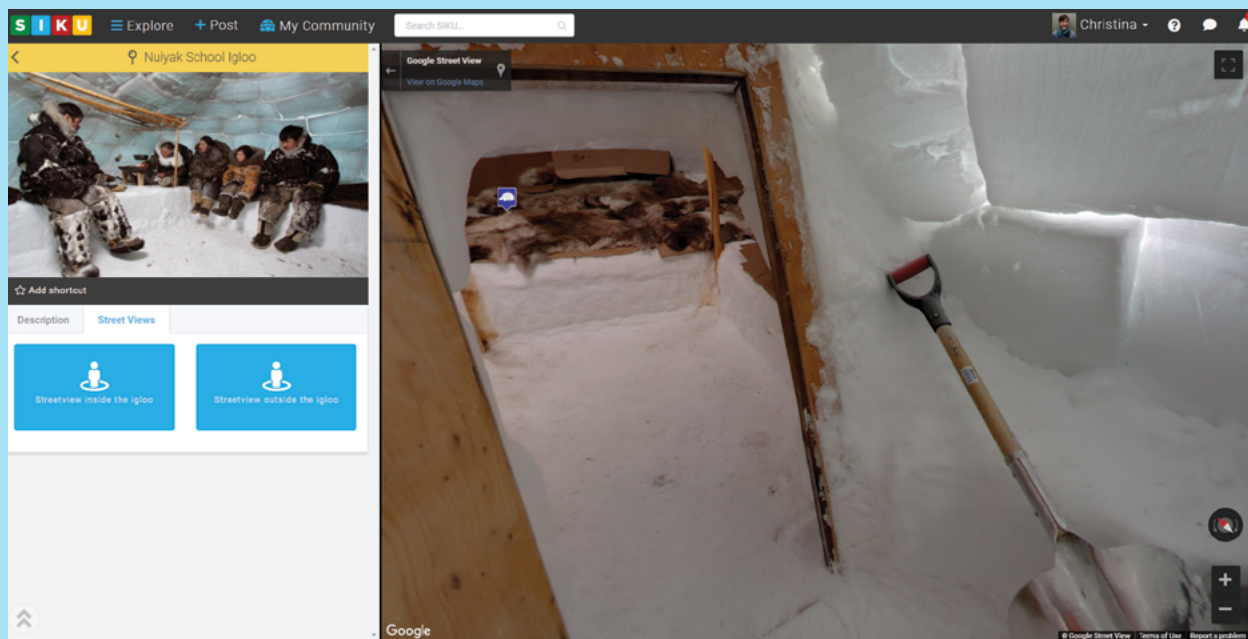 SIKU Explore + Post My Community Search SIKU... Christina
Nuiyak School Igloo
Add shortcut
Description Street Views
Streetview inside the igloo Streetview outside the igloo
Google Street View
View on Google Maps
Google
© Google Street View Terms of Use Report a problem